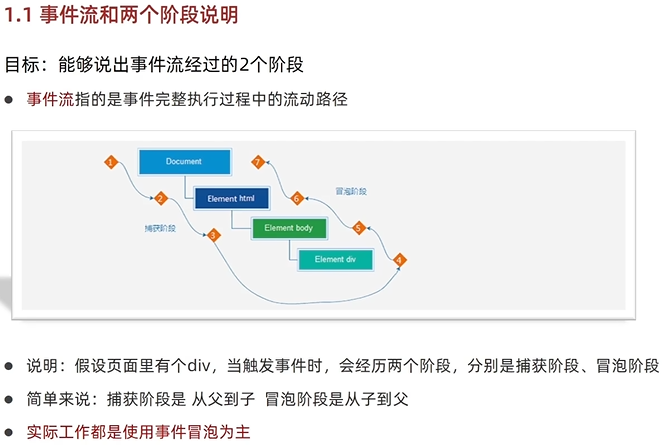 1.1 事件流和两个阶段说明
目标：能够说出事件流经过的2个阶段
● 事件流指的是事件完整执行过程中的流动路径
1
Document
7
2
Element html
6
冒泡阶段
捕获阶段
3
Element body
5
Element div
4
● 说明：假设页面里有个div，当触发事件时，会经历两个阶段，分别是捕获阶段、冒泡阶段
● 简单来说：捕获阶段是 从父到子 冒泡阶段是从子到父
● 实际工作都是使用事件冒泡为主